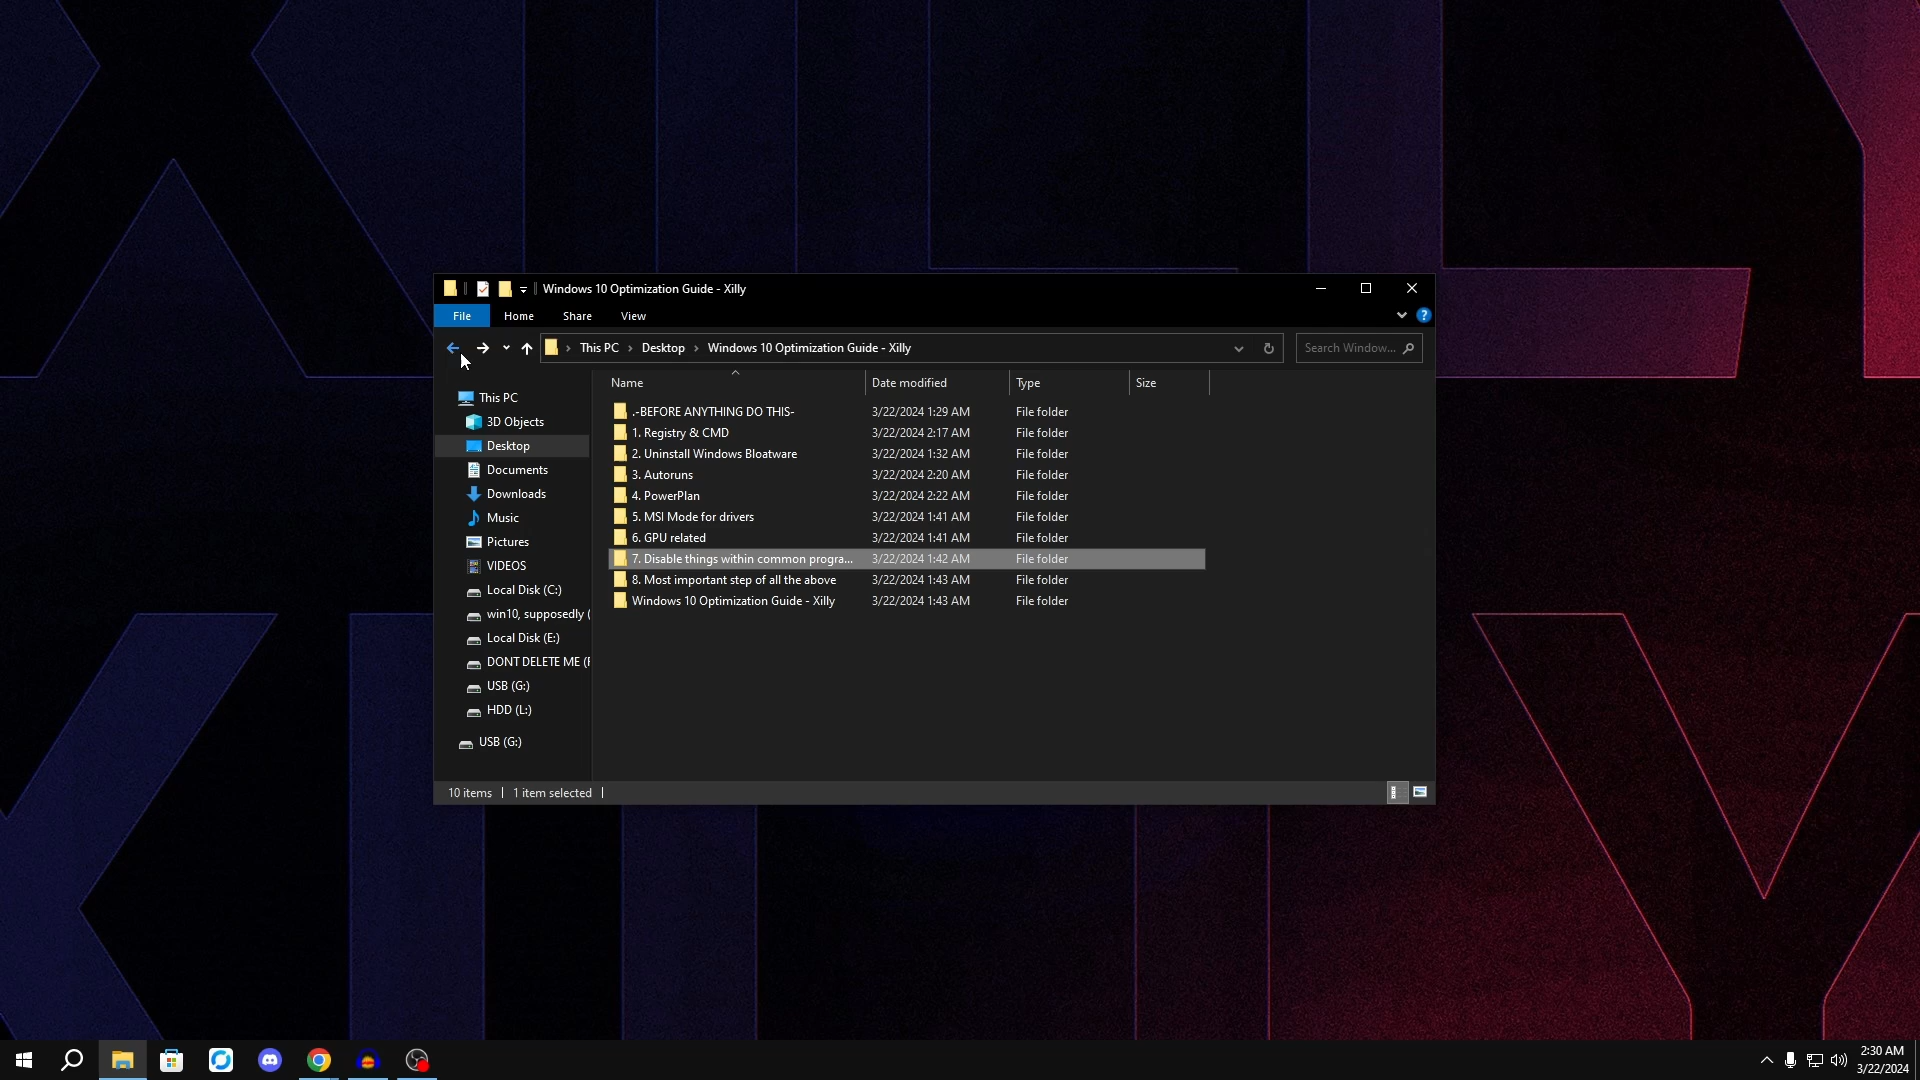 Windows 10 Optimization Guide - Xilly
File Home Share View
This PC Desktop Windows 10 Optimization Guide - Xilly Search Window...
Name Date modified Type Size
.-BEFORE ANYTHING DO THIS- 3/22/2024 1:29 AM File folder
1. Registry & CMD 3/22/2024 2:17 AM File folder
2. Uninstall Windows Bloatware 3/22/2024 1:32 AM File folder
3. Autoruns 3/22/2024 2:20 AM File folder
4. PowerPlan 3/22/2024 2:22 AM File folder
5. MSI Mode for drivers 3/22/2024 1:41 AM File folder
6. GPU related 3/22/2024 1:41 AM File folder
7. Disable things within common progra... 3/22/2024 1:42 AM File folder
8. Most important step of all the above 3/22/2024 1:43 AM File folder
Windows 10 Optimization Guide - Xilly 3/22/2024 1:43 AM File folder
This PC
3D Objects
Desktop
Documents
Downloads
Music
Pictures
VIDEOS
Local Disk (C:)
win10, supposedly (
Local Disk (E:)
DONT DELETE ME (F
USB (G:)
HDD (L:)
USB (G:)
10 items 1 item selected
2:30 AM
3/22/2024